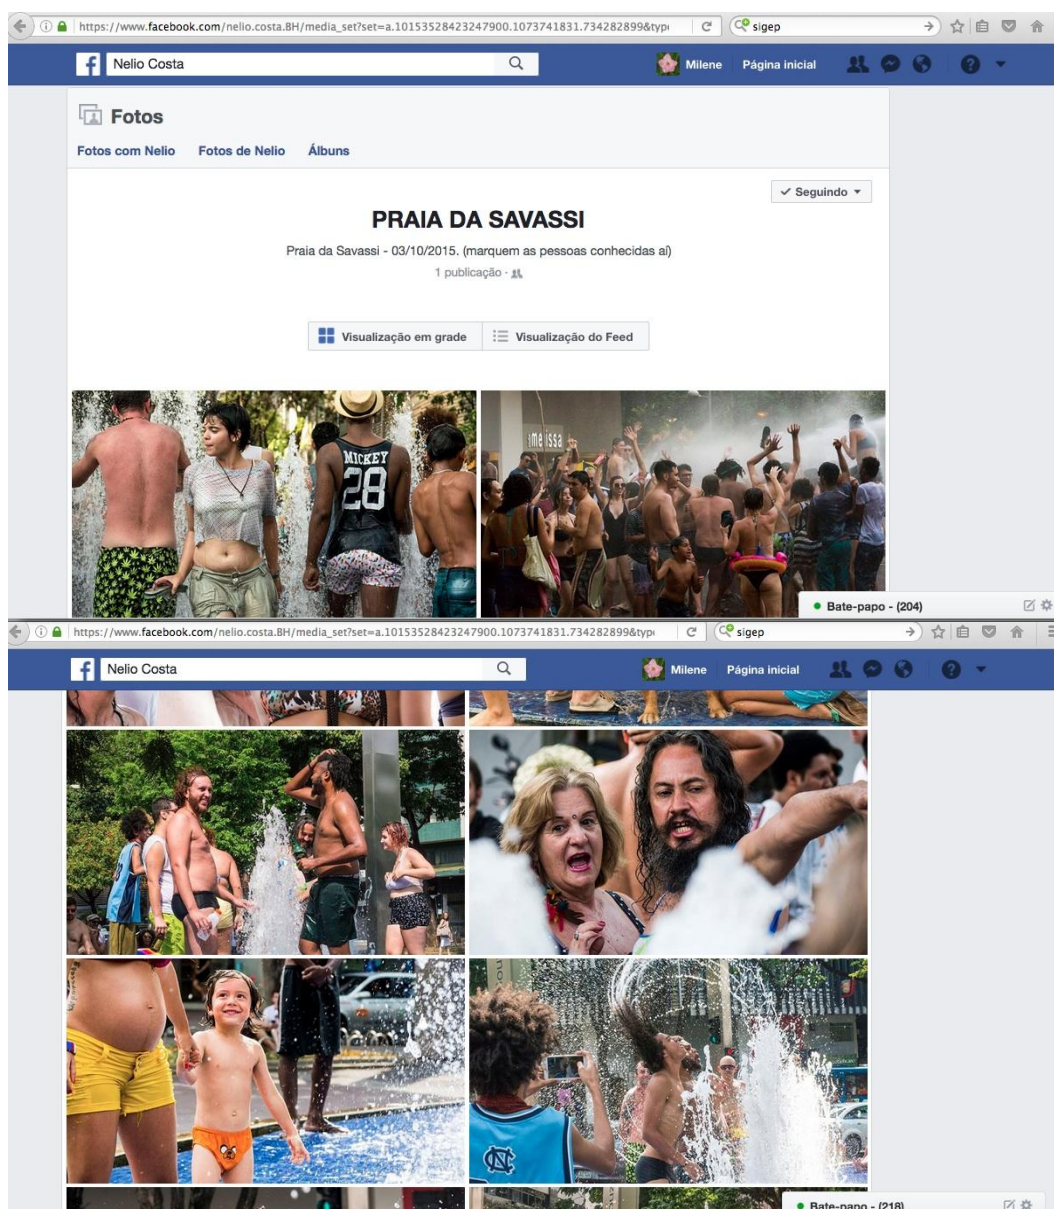 https://www.facebook.com/nelio.costa.BH/media_set?set=a.10153528423247900.1073741831.734282899&type
sigep
Nelio Costa
Milene
Página inicial
Fotos
Fotos com Nelio
Fotos de Nelio
Álbuns
Seguindo
PRAIA DA SAVASSI
Praia da Savassi - 03/10/2015. (marquem as pessoas conhecidas aí)
1 publicação ·
Visualização em grade
Visualização do Feed
MICKEY
28
melissa
Bate-papo - (204)
https://www.facebook.com/nelio.costa.BH/media_set?set=a.10153528423247900.1073741831.734282899&type
sigep
Nelio Costa
Milene
Página inicial
NC
Bate-papo - (218)